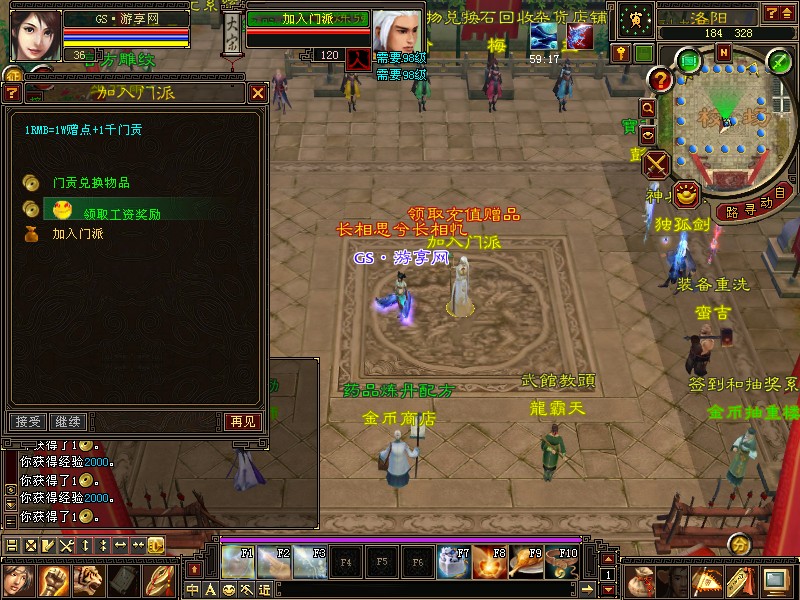 GS·游享网
36
大宗
加入门派
120
需要98级
需要98级
物兑换石回收杂货店铺
梅
59:17
洛阳
184 328
N
加入门派
1RMB=1W赠点+1千门贡
门贡兑换物品
领取工资奖励
加入门派
接受
继续
再见
领取充值赠品
长相思兮长相忆
加入门派
GS·游享网
独孤剑
装备重洗
蛮吉
签到和抽奖系
金币抽重楼
药品炼丹配方
金币商店
武館教頭
龍霸天
自动寻路
你获得经验2000。
你获得了1。
你获得经验2000。
你获得了1。
F1
F2
F3
F4
F5
F6
F7
F8
F9
F10
1
中
A
近